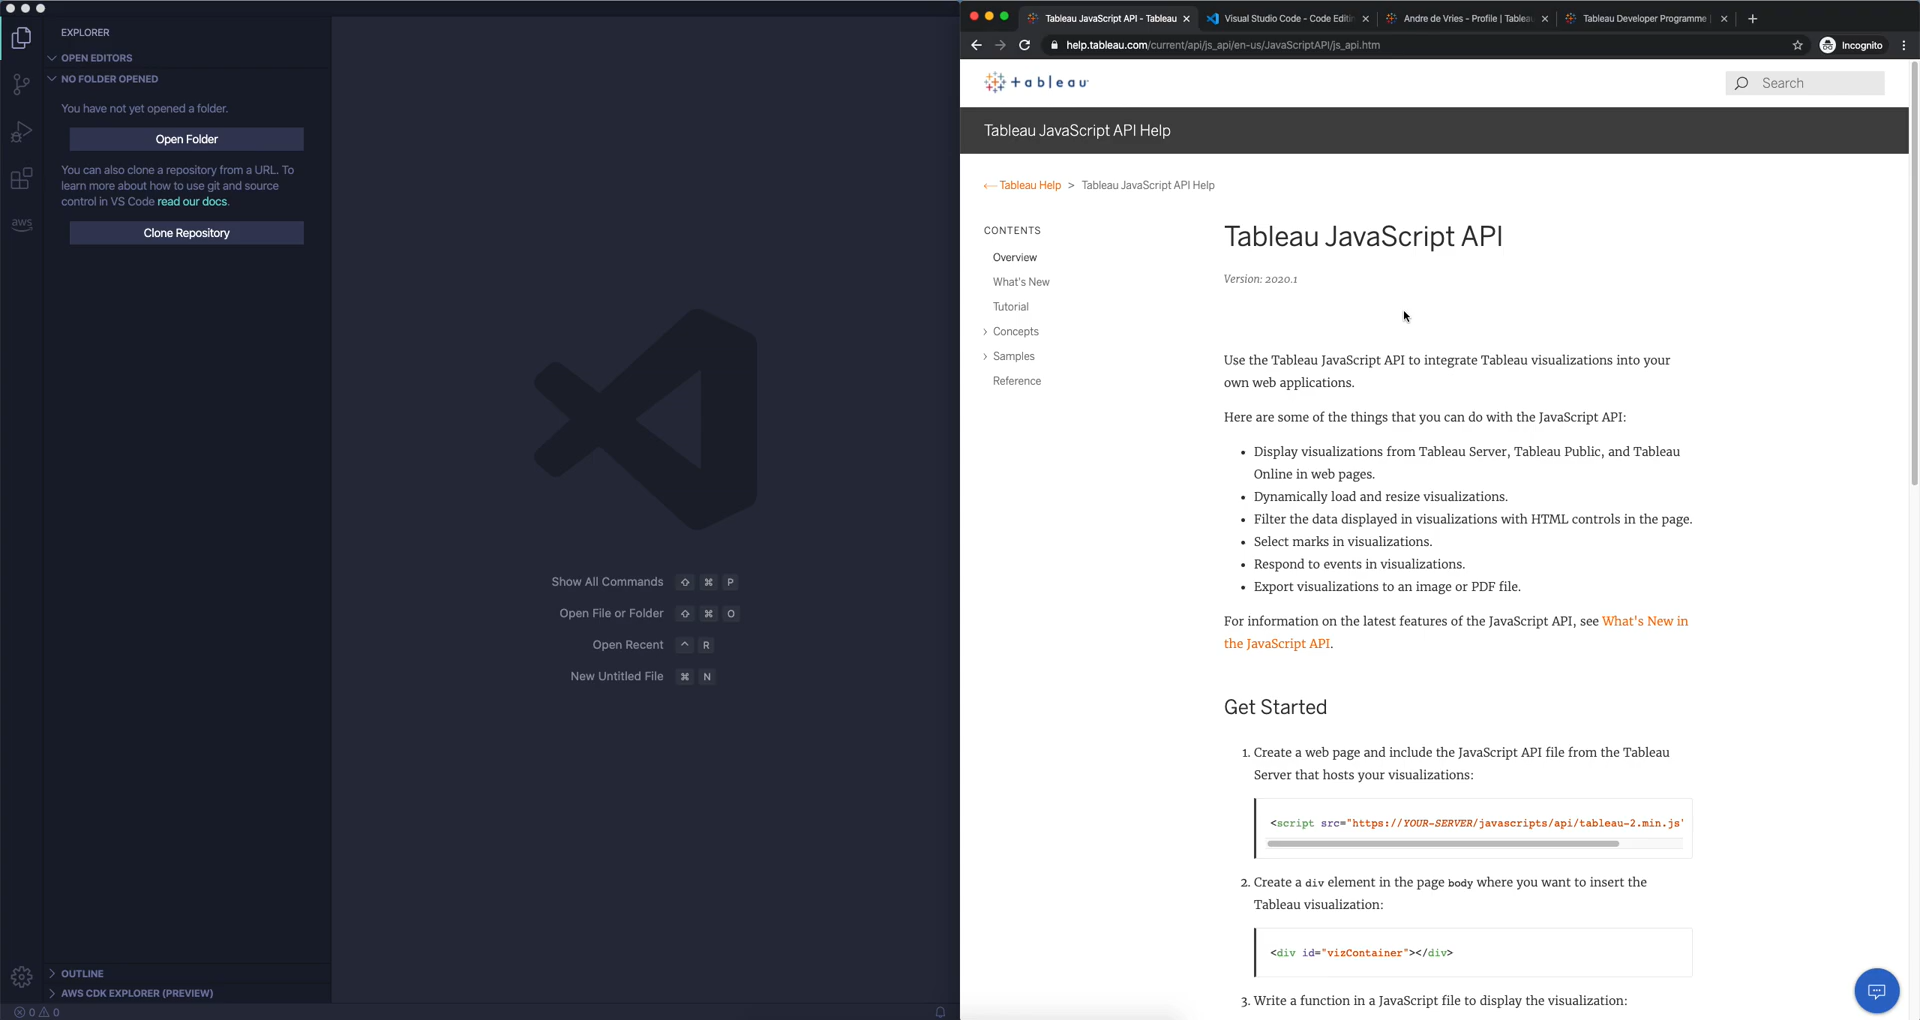 EXPLORER
OPEN EDITORS
NO FOLDER OPENED
You have not yet opened a folder.
Open Folder
You can also clone a repository from a URL. To
learn more about how to use git and source
control in VS Code read our docs.
Clone Repository
aws
Show All Commands ⇧ ⌘ P
Open File or Folder ⇧ ⌘ O
Open Recent ^ R
New Untitled File ⌘ N
OUTLINE
AWS CDK EXPLORER (PREVIEW)
0 0
Tableau JavaScript API - Tableau
Visual Studio Code - Code Editi
Andre de Vries - Profile | Tableau
Tableau Developer Programme
help.tableau.com/current/api/js_api/en-us/JavaScriptAPI/js_api.htm
Incognito
+ableau
Search
Tableau JavaScript API Help
Tableau Help > Tableau JavaScript API Help
CONTENTS
Overview
What's New
Tutorial
Concepts
Samples
Reference
Tableau JavaScript API
Version: 2020.1
Use the Tableau JavaScript API to integrate Tableau visualizations into your
own web applications.
Here are some of the things that you can do with the JavaScript API:
• Display visualizations from Tableau Server, Tableau Public, and Tableau
Online in web pages.
• Dynamically load and resize visualizations.
• Filter the data displayed in visualizations with HTML controls in the page.
• Select marks in visualizations.
• Respond to events in visualizations.
• Export visualizations to an image or PDF file.
For information on the latest features of the JavaScript API, see What's New in
the JavaScript API.
Get Started
1. Create a web page and include the JavaScript API file from the Tableau
Server that hosts your visualizations:
<script src="https://YOUR-SERVER/javascripts/api/tableau-2.min.js"
2. Create a div element in the page body where you want to insert the
Tableau visualization:
<div id="vizContainer"></div>
3. Write a function in a JavaScript file to display the visualization: